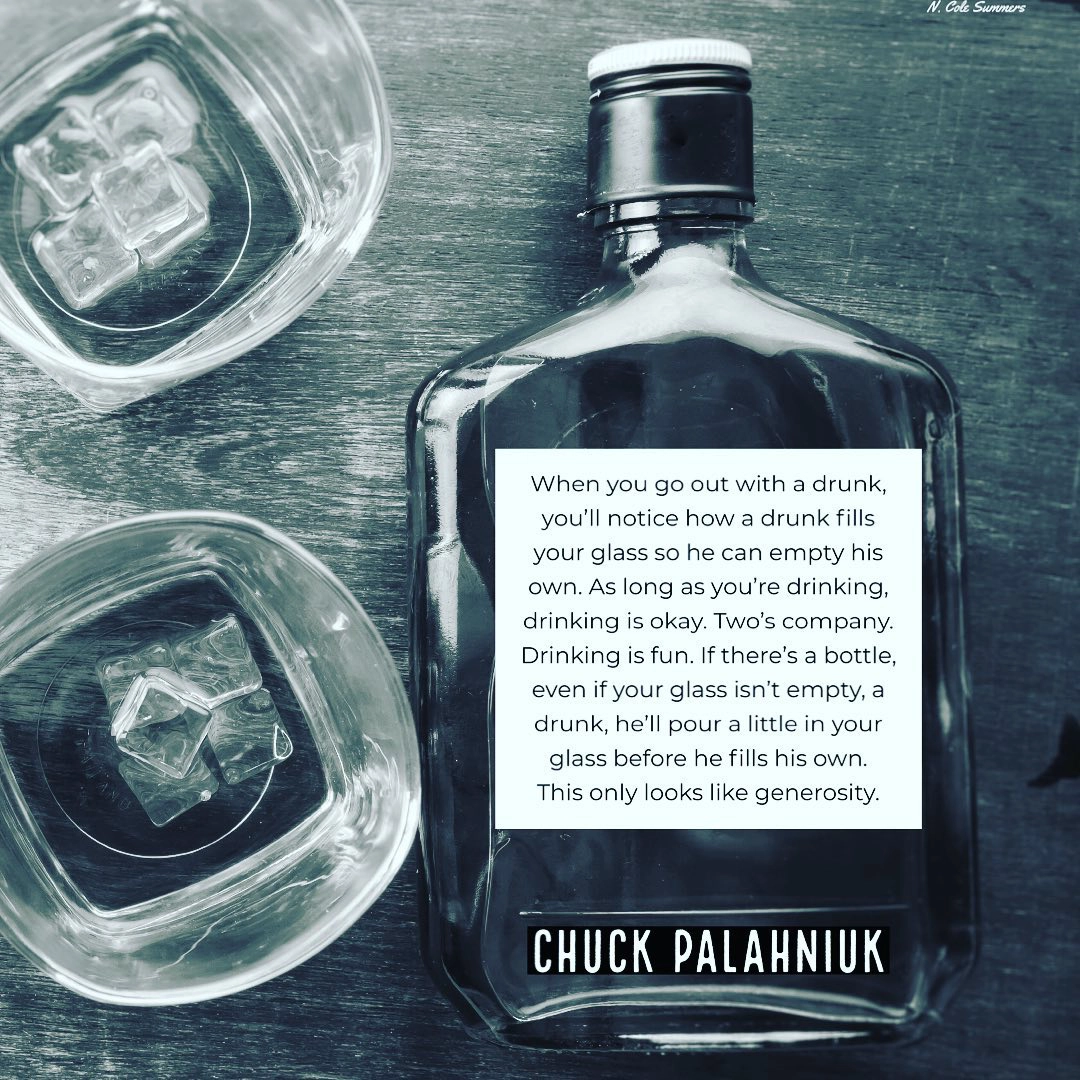 N. Cole Summers
When you go out with a drunk,
you’ll notice how a drunk fills
your glass so he can empty his
own. As long as you’re drinking,
drinking is okay. Two’s company.
Drinking is fun. If there’s a bottle,
even if your glass isn’t empty, a
drunk, he’ll pour a little in your
glass before he fills his own.
This only looks like generosity.
CHUCK PALAHNIUK